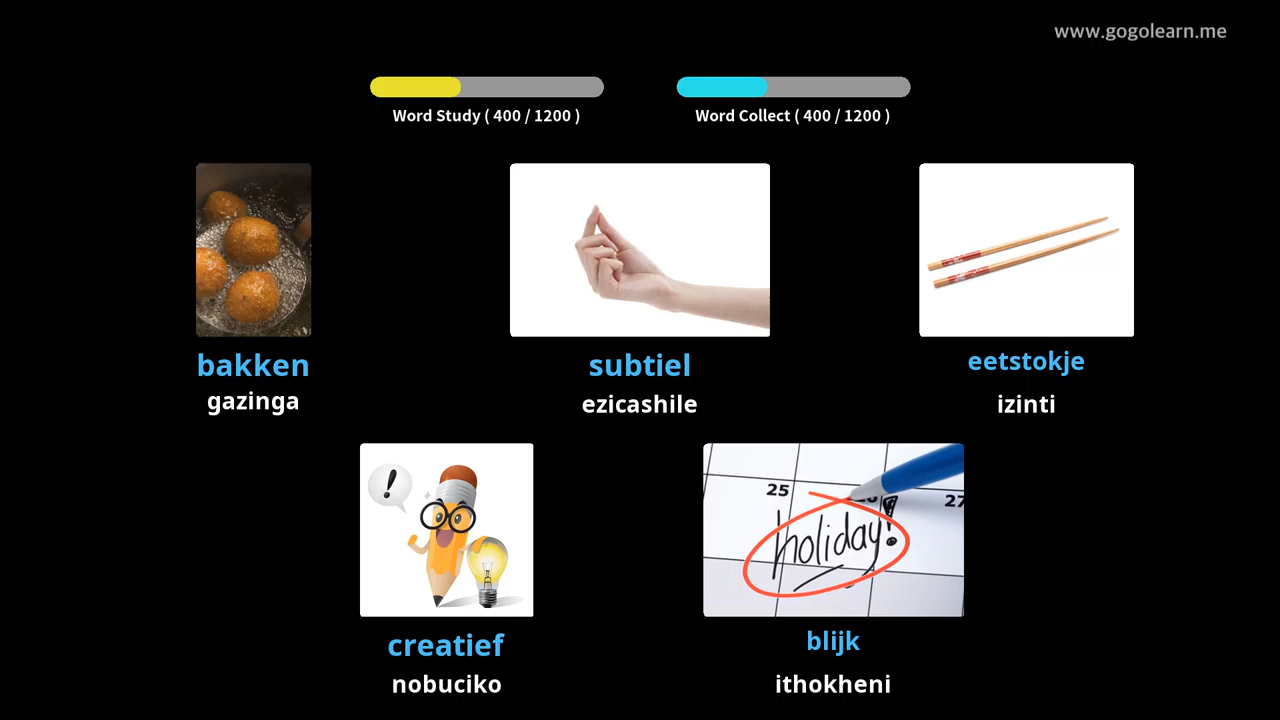 www.gogolearn.me
Word Study ( 400 / 1200 )
Word Collect ( 400 / 1200 )
bakken
gazinga
subtiel
ezicashile
eetstokje
izinti
25
27
holiday!
creatief
nobuciko
blijk
ithokheni